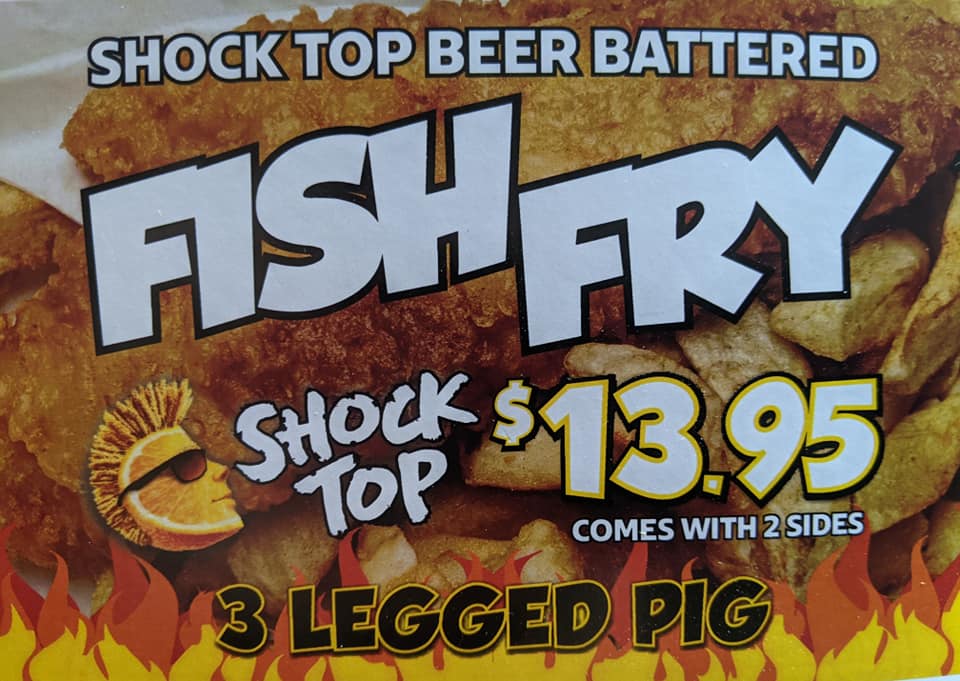 SHOCK TOP BEER BATTERED
FISH FRY
SHOCK
TOP
$13.95
COMES WITH 2 SIDES
3 LEGGED PIG